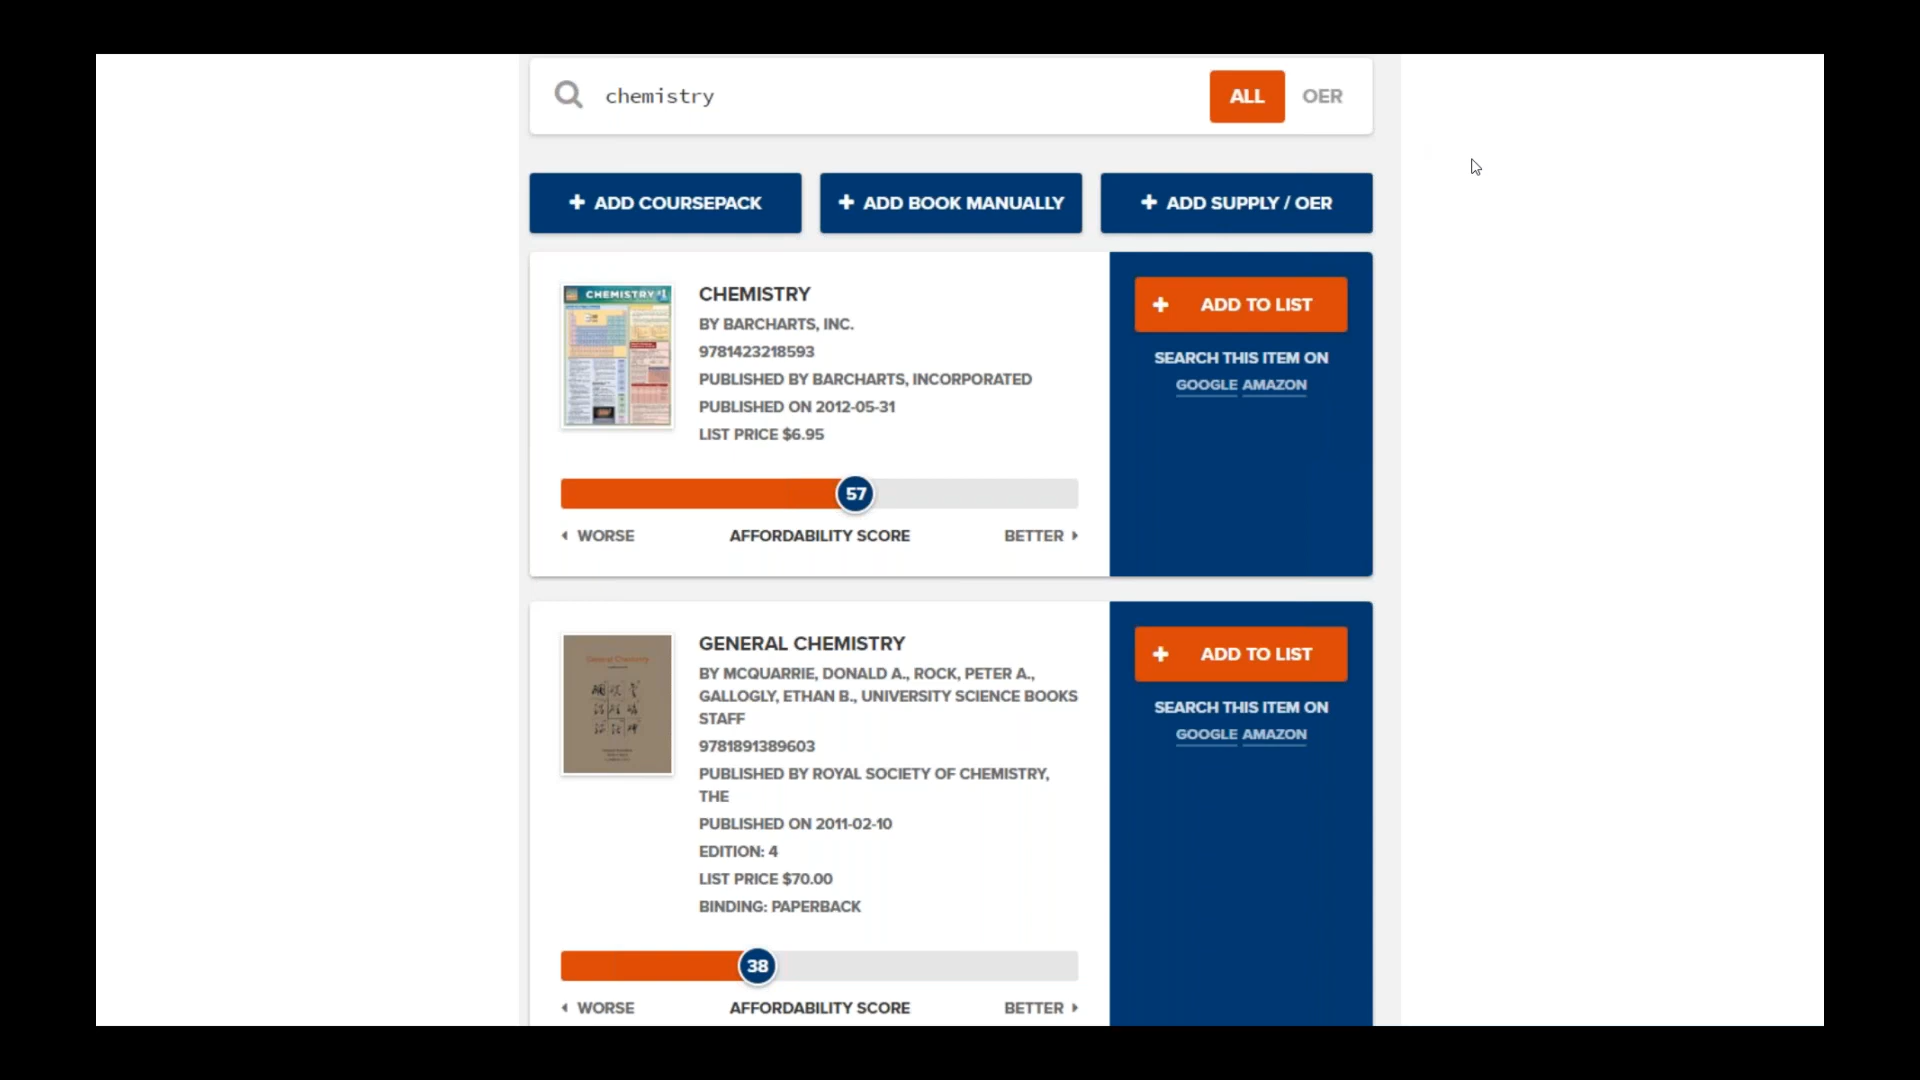 chemistry
ALL
OER
ADD COURSEPACK
ADD BOOK MANUALLY
ADD SUPPLY / OER
CHEMISTRY #1
CHEMISTRY
BY BARCHARTS, INC.
9781423218593
PUBLISHED BY BARCHARTS, INCORPORATED
PUBLISHED ON 2012-05-31
LIST PRICE $6.95
ADD TO LIST
SEARCH THIS ITEM ON
GOOGLE AMAZON
57
WORSE
AFFORDABILITY SCORE
BETTER
General Chemistry
GENERAL CHEMISTRY
BY MCQUARRIE, DONALD A., ROCK, PETER A.,
GALLOGLY, ETHAN B., UNIVERSITY SCIENCE BOOKS
STAFF
9781891389603
PUBLISHED BY ROYAL SOCIETY OF CHEMISTRY,
THE
PUBLISHED ON 2011-02-10
EDITION: 4
LIST PRICE $70.00
BINDING: PAPERBACK
ADD TO LIST
SEARCH THIS ITEM ON
GOOGLE AMAZON
38
WORSE
AFFORDABILITY SCORE
BETTER